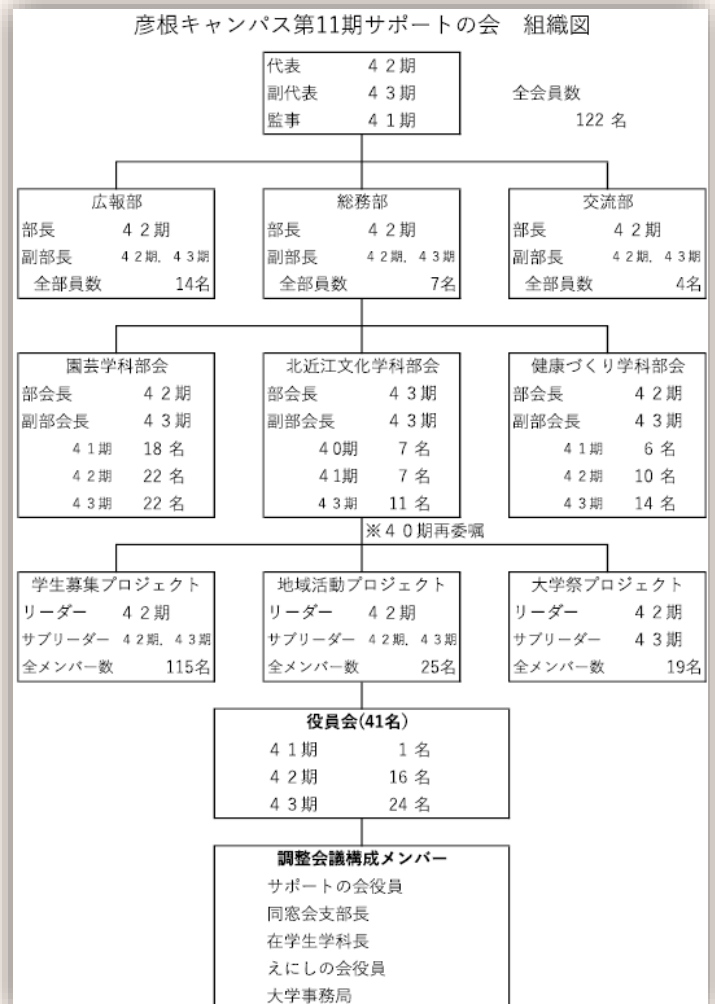 彦根キャンパス第11期サポートの会　組織図
代表　４２期
副代表　４３期
監事　４１期
全会員数
122 名
広報部
部長　４２期
副部長　４２期，４３期
全部員数　14名
総務部
部長　４２期
副部長　４２期，４３期
全部員数　7名
交流部
部長　４２期
副部長　４２期，４３期
全部員数　4名
園芸学科部会
部会長　４２期
副部会長　４３期
４１期　18 名
４２期　22 名
４３期　22 名
北近江文化学科部会
部会長　４３期
副部会長　４３期
４０期　7 名
４１期　7 名
４３期　11 名
健康づくり学科部会
部会長　４２期
副部会長　４３期
４１期　6 名
４２期　10 名
４３期　14 名
※４０期再委嘱
学生募集プロジェクト
リーダー　４２期
サブリーダー　４２期，４３期
全メンバー数　115名
地域活動プロジェクト
リーダー　４２期
サブリーダー　４２期，４３期
全メンバー数　25名
大学祭プロジェクト
リーダー　４２期
サブリーダー　４３期
全メンバー数　19名
役員会(41名)
４１期　1 名
４２期　16 名
４３期　24 名
調整会議構成メンバー
サポートの会役員
同窓会支部長
在学生学科長
えにしの会役員
大学事務局